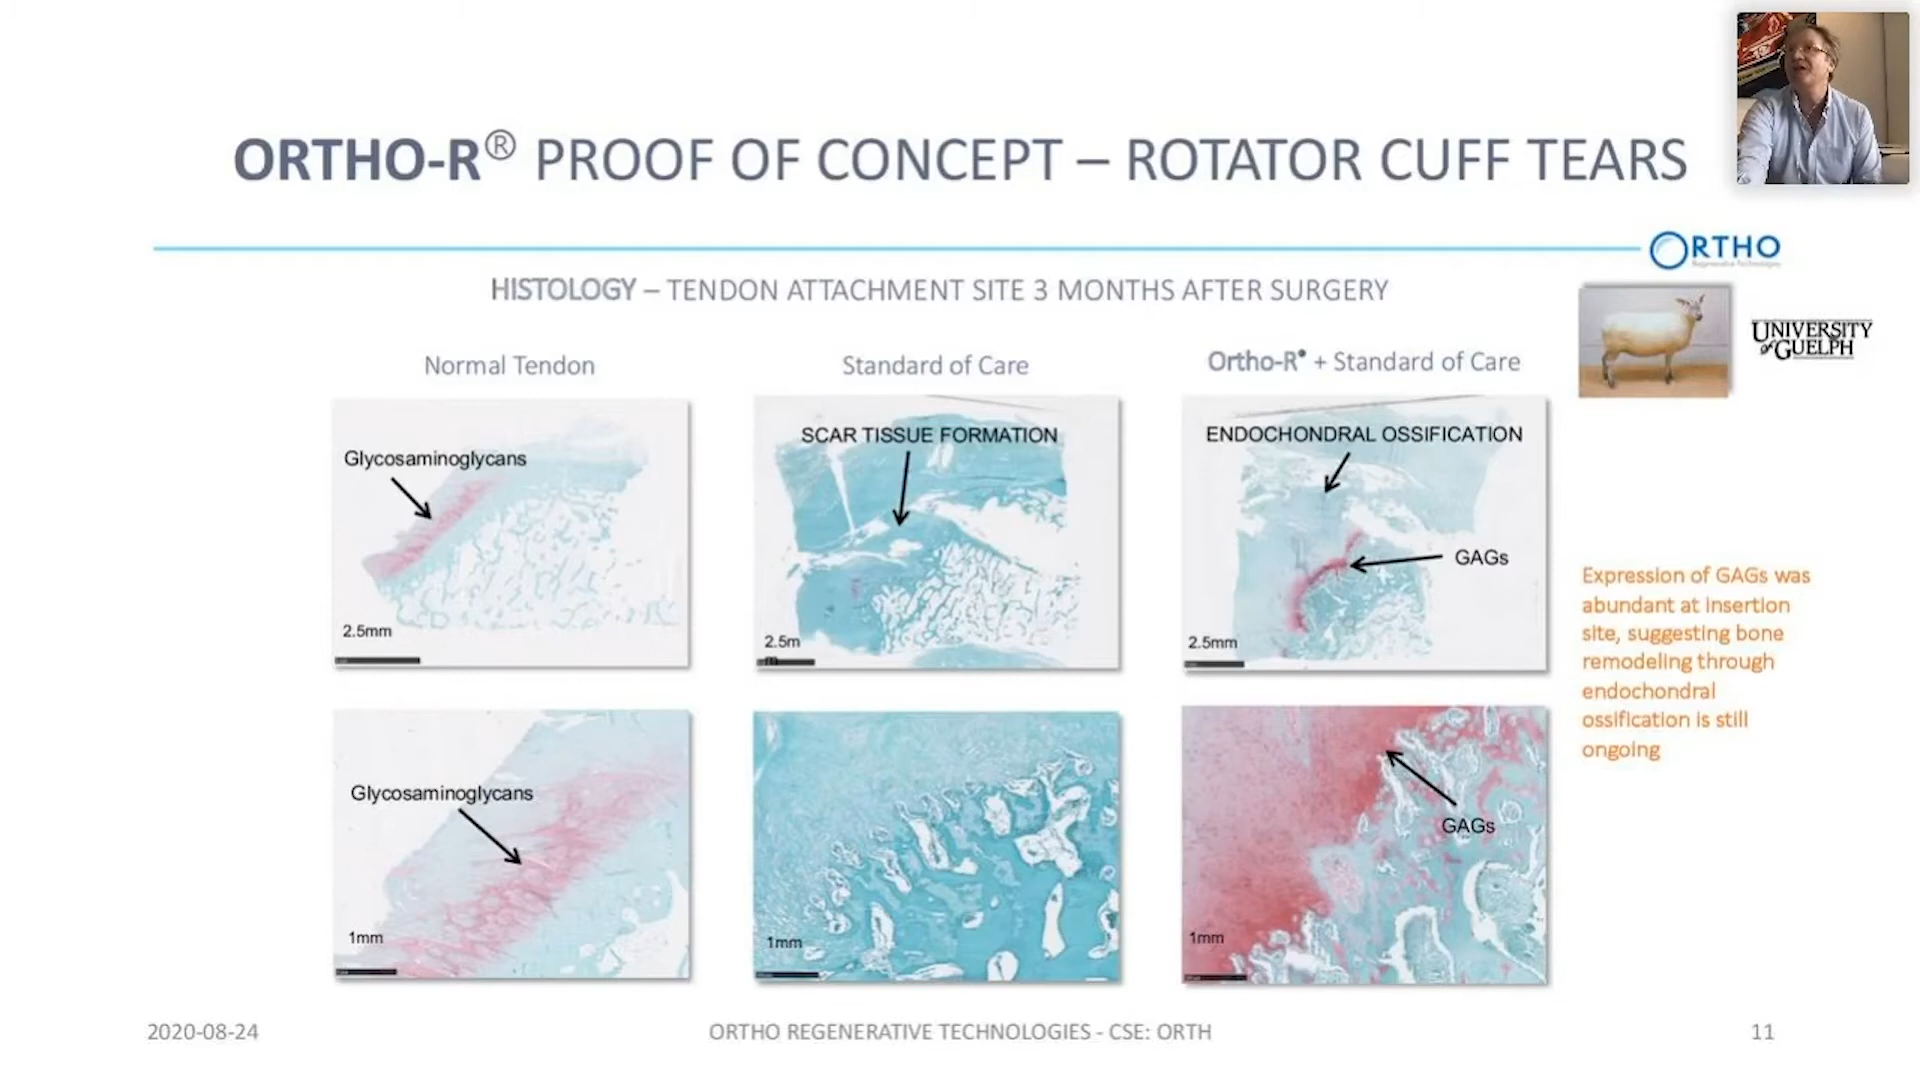 ORTHO-R® PROOF OF CONCEPT – ROTATOR CUFF TEARS
ORTHO
Regenerative Technologies
HISTOLOGY – TENDON ATTACHMENT SITE 3 MONTHS AFTER SURGERY
UNIVERSITY
of GUELPH
Normal Tendon
Standard of Care
Ortho-R® + Standard of Care
Glycosaminoglycans
2.5mm
SCAR TISSUE FORMATION
2.5m
m
ENDOCHONDRAL OSSIFICATION
GAGs
2.5mm
Expression of GAGs was
abundant at insertion
site, suggesting bone
remodeling through
endochondral
ossification is still
ongoing
Glycosaminoglycans
1mm
1mm
GAGs
1mm
2020-08-24
ORTHO REGENERATIVE TECHNOLOGIES - CSE: ORTH
11